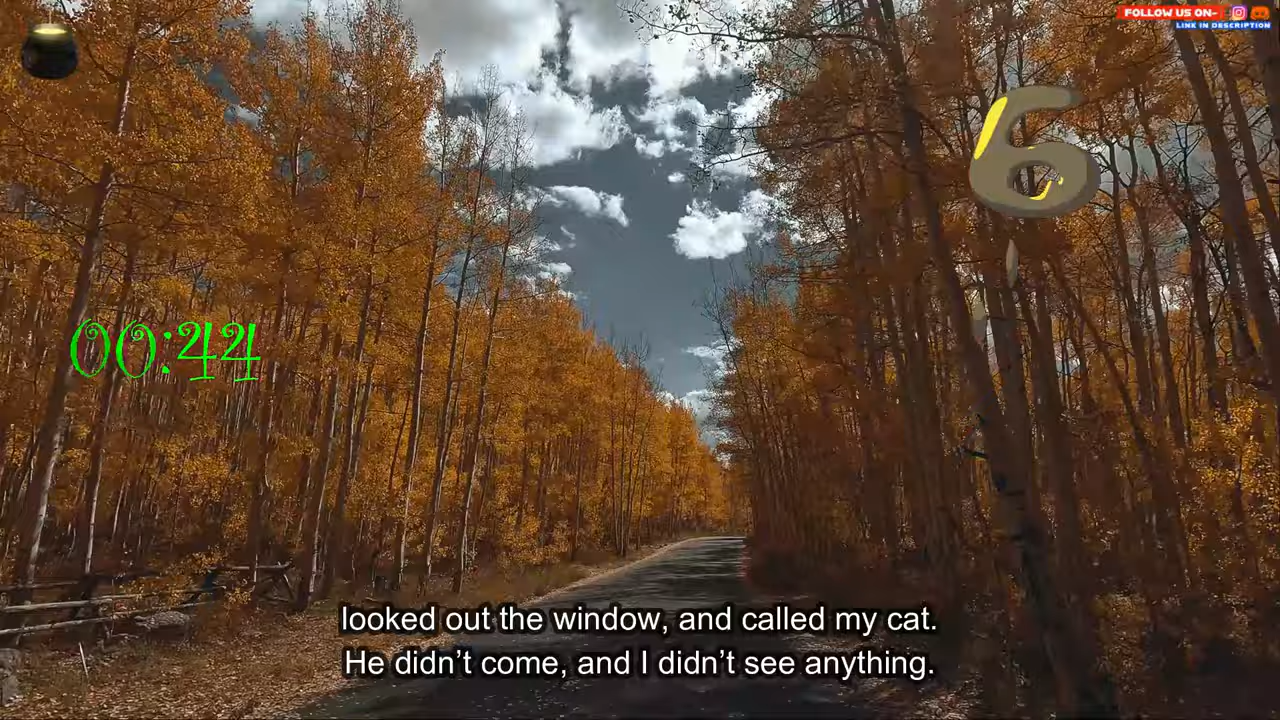 FOLLOW US ON-
LINK IN DESCRIPTION
6
00:44
looked out the window, and called my cat.
He didn't come, and I didn't see anything.